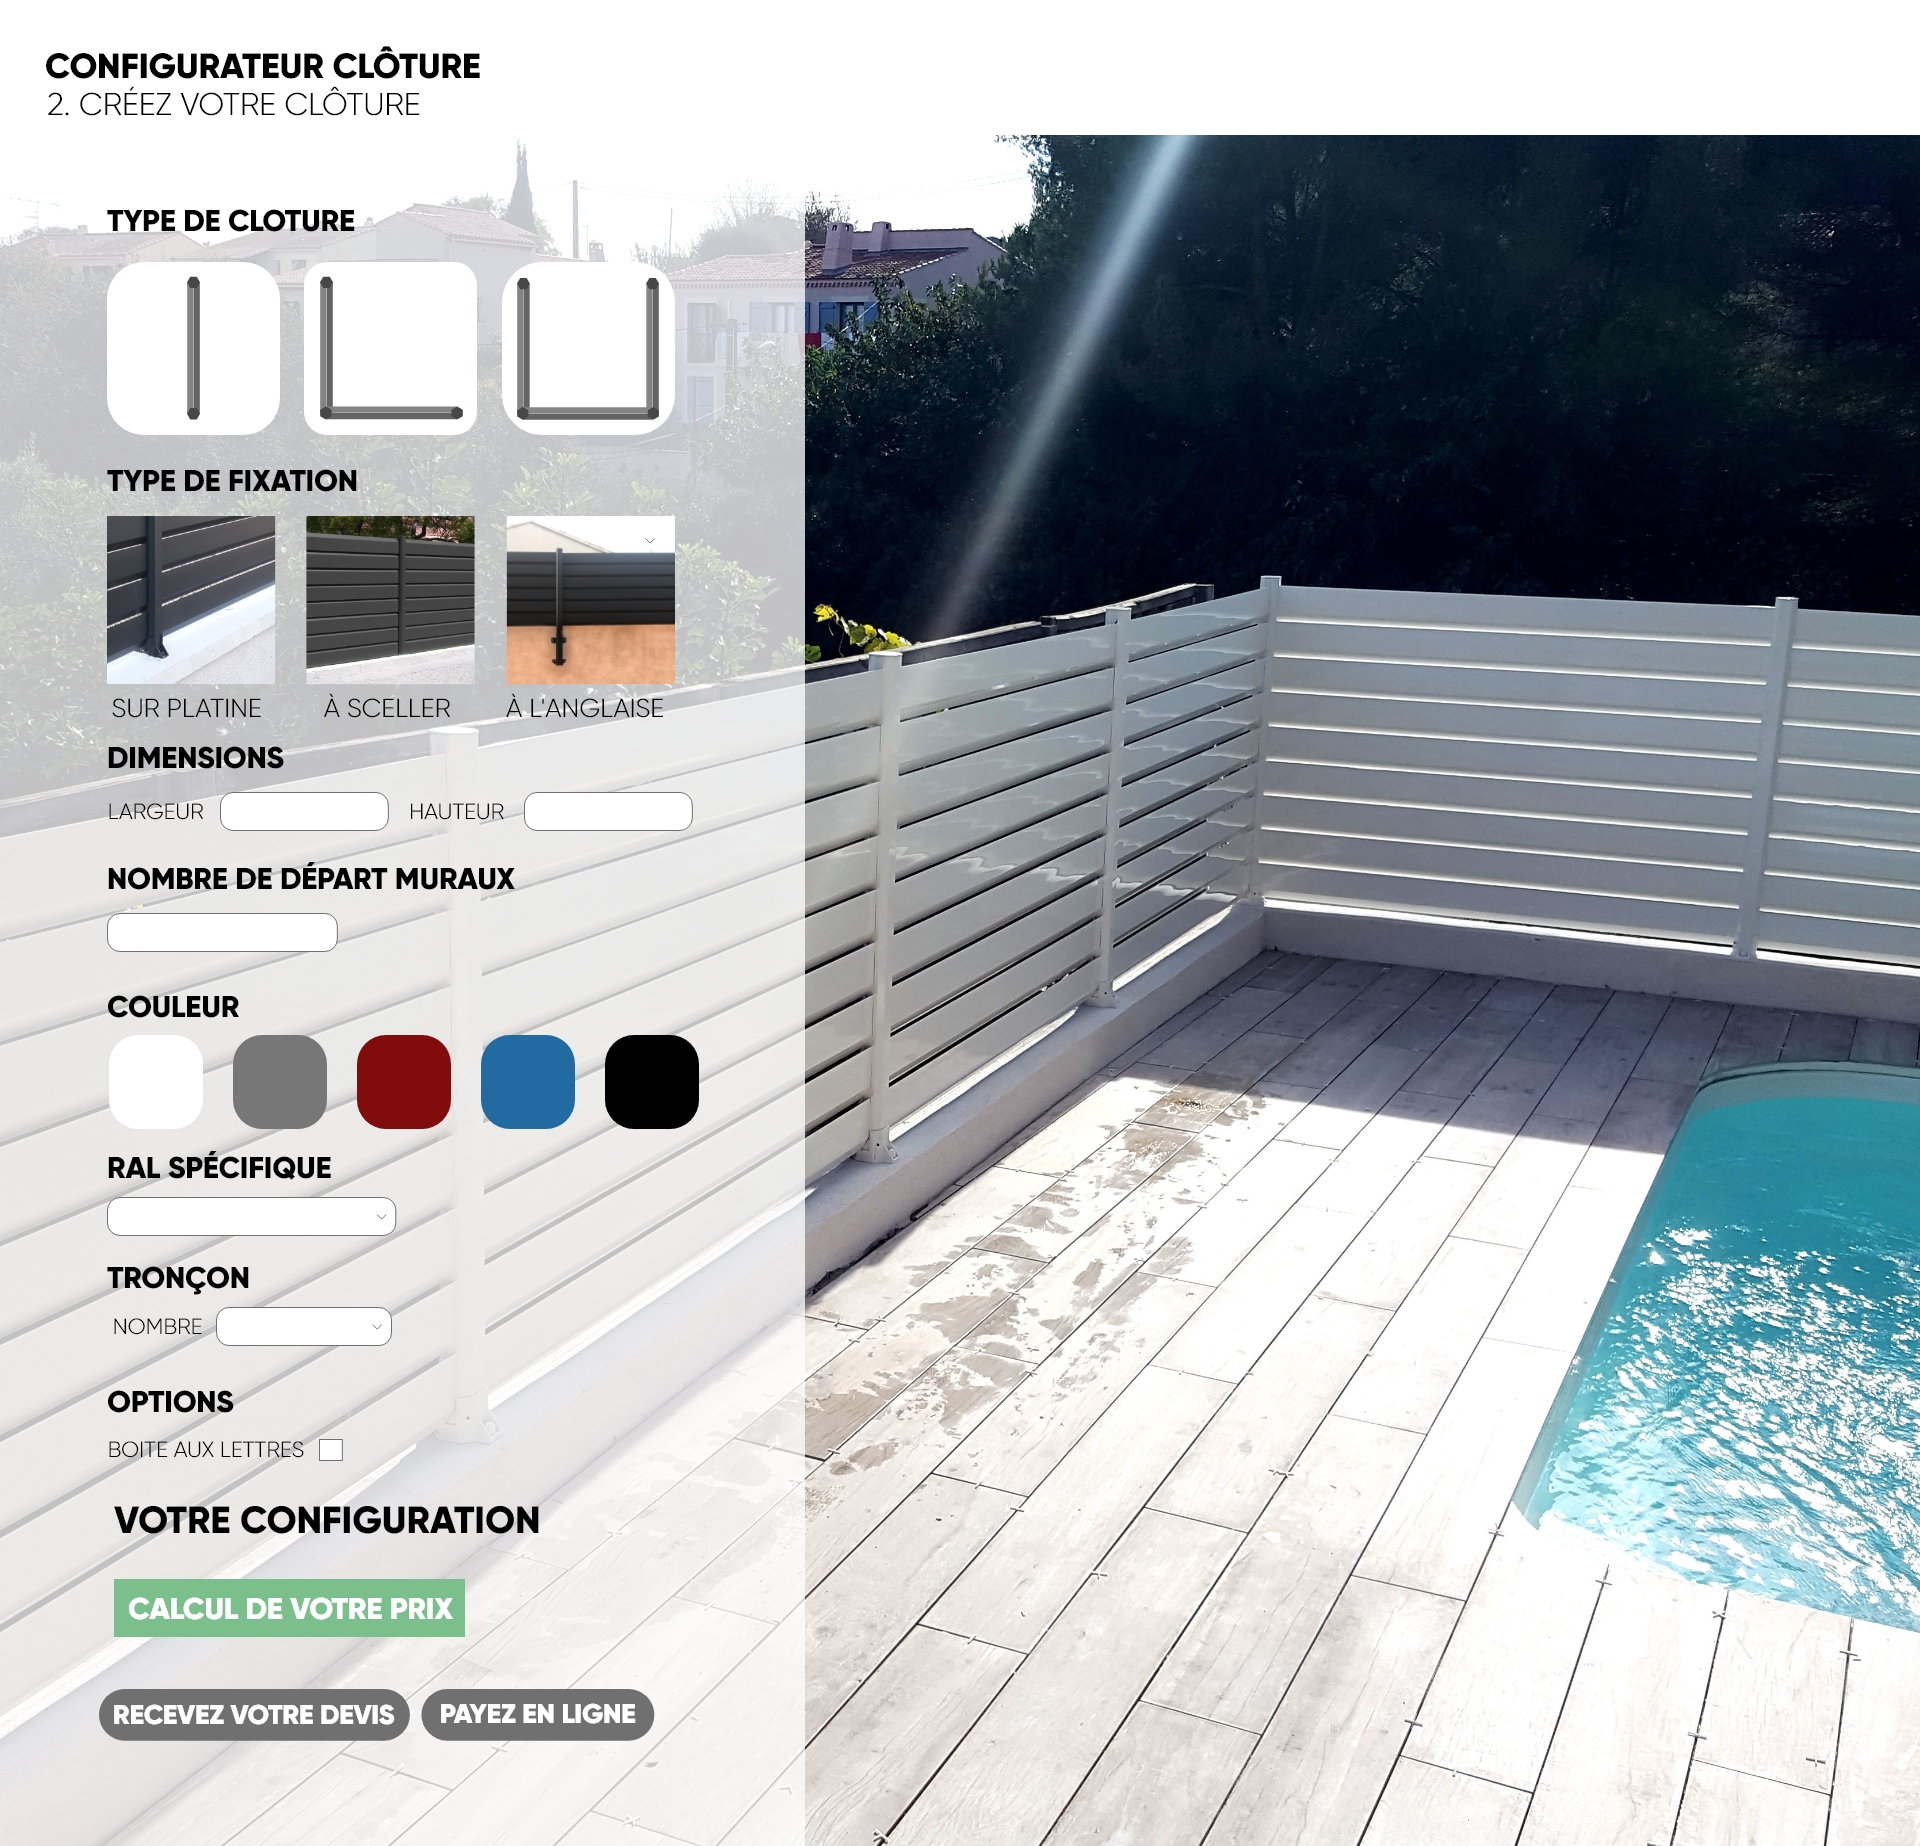 CONFIGURATEUR CLÔTURE
2. CRÉEZ VOTRE CLÔTURE
TYPE DE CLOTURE
TYPE DE FIXATION
SUR PLATINE À SCELLER À L'ANGLAISE
DIMENSIONS
LARGEUR HAUTEUR
NOMBRE DE DÉPART MURAUX
COULEUR
RAL SPÉCIFIQUE
TRONÇON
NOMBRE
OPTIONS
BOITE AUX LETTRES
VOTRE CONFIGURATION
CALCUL DE VOTRE PRIX
RECEVEZ VOTRE DEVIS PAYEZ EN LIGNE